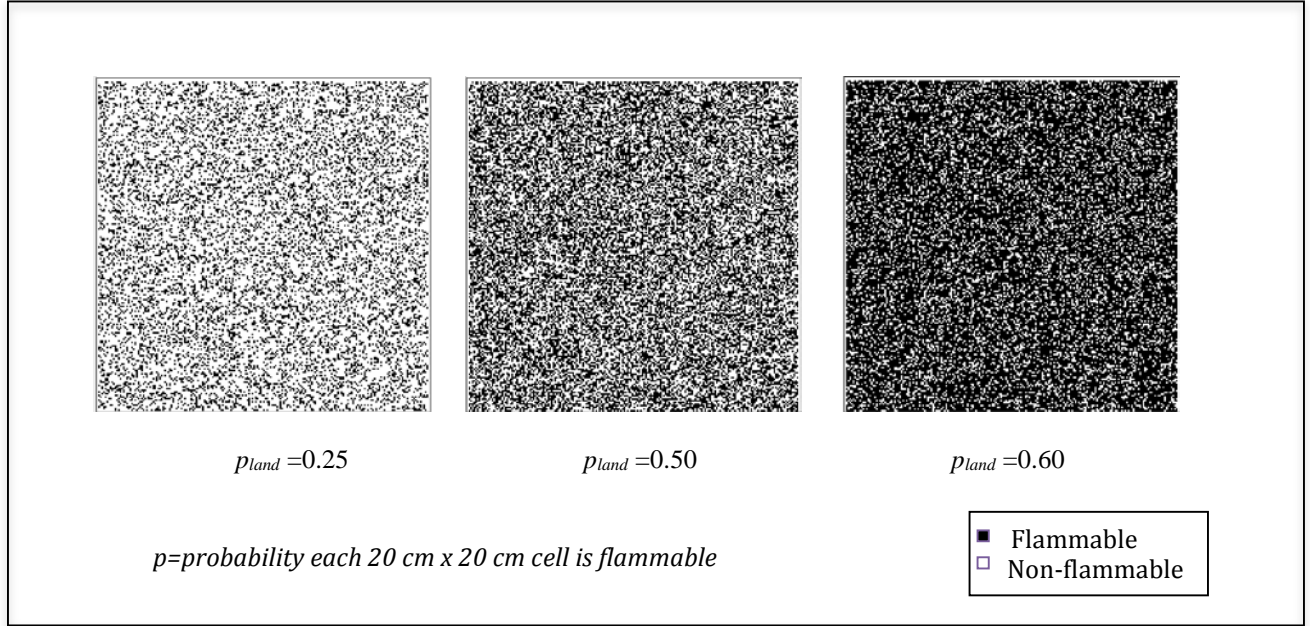 p_land =0.25 p_land =0.50 p_land =0.60
p=probability each 20 cm x 20 cm cell is flammable
Flammable
Non-flammable